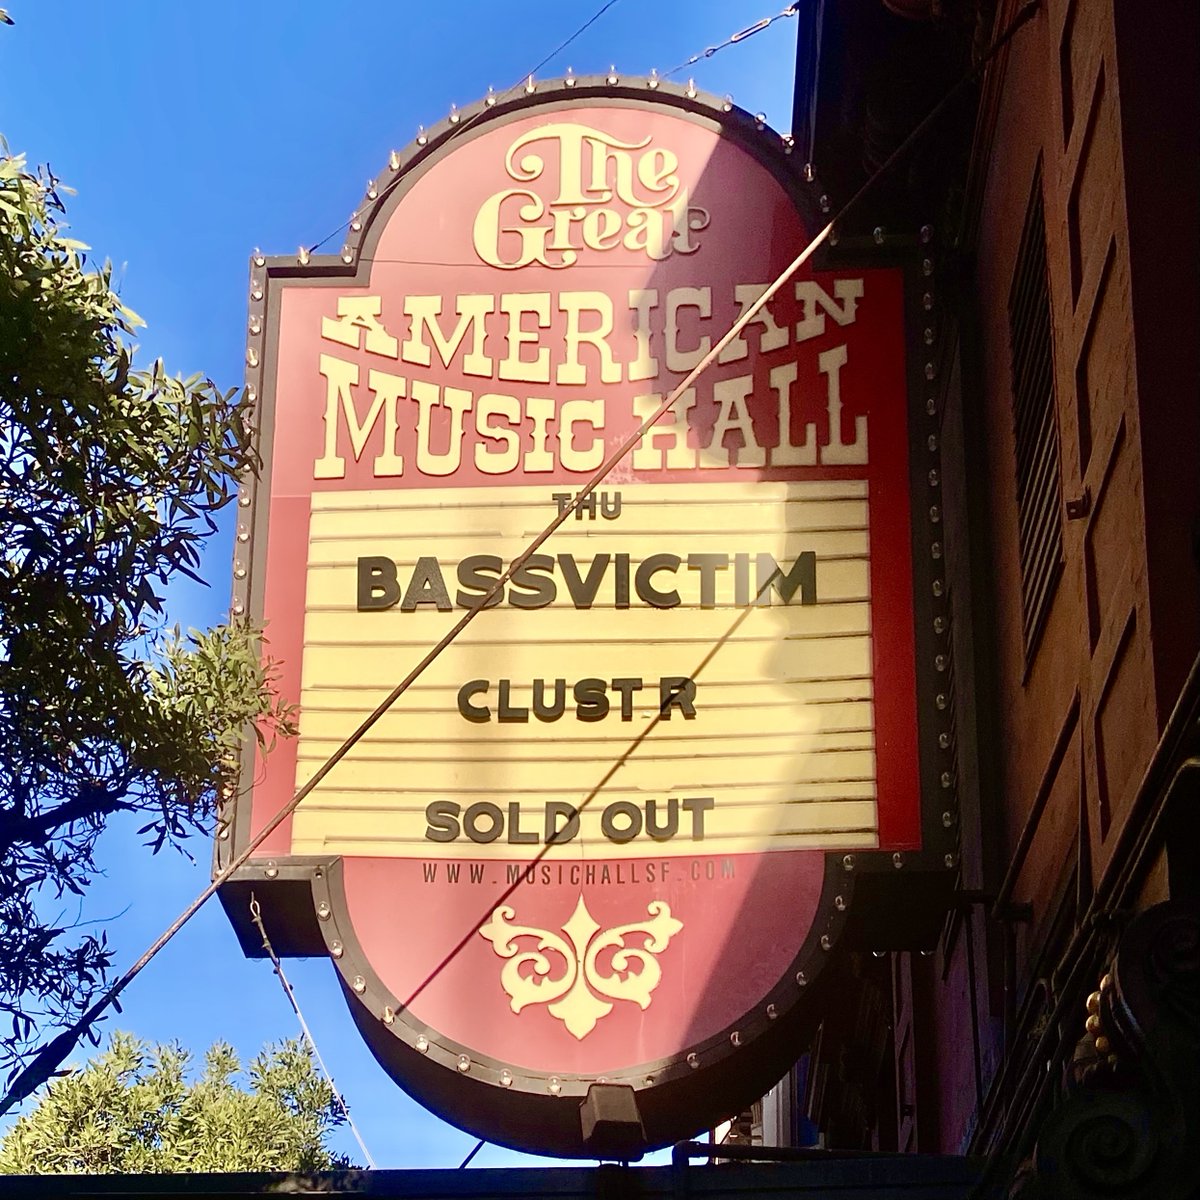 The
Great
AMERICAN
MUSIC HALL
THU
BASSVICTIM
CLUST R
SOLD OUT
WWW.MUSICHALLSF.COM